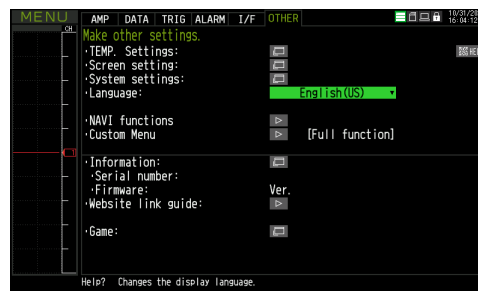 MENU AMP DATA TRIG ALARM I/F OTHER 10/31/20
CH 16:04:12
Make other settings.
・TEMP. Settings:
・Screen setting:
・System settings:
・Language: English(US)
・NAVI functions
・Custom Menu [Full function]
・Information:
・Serial number:
・Firmware: Ver.
・Website link guide:
・Game:
Help? Changes the display language.